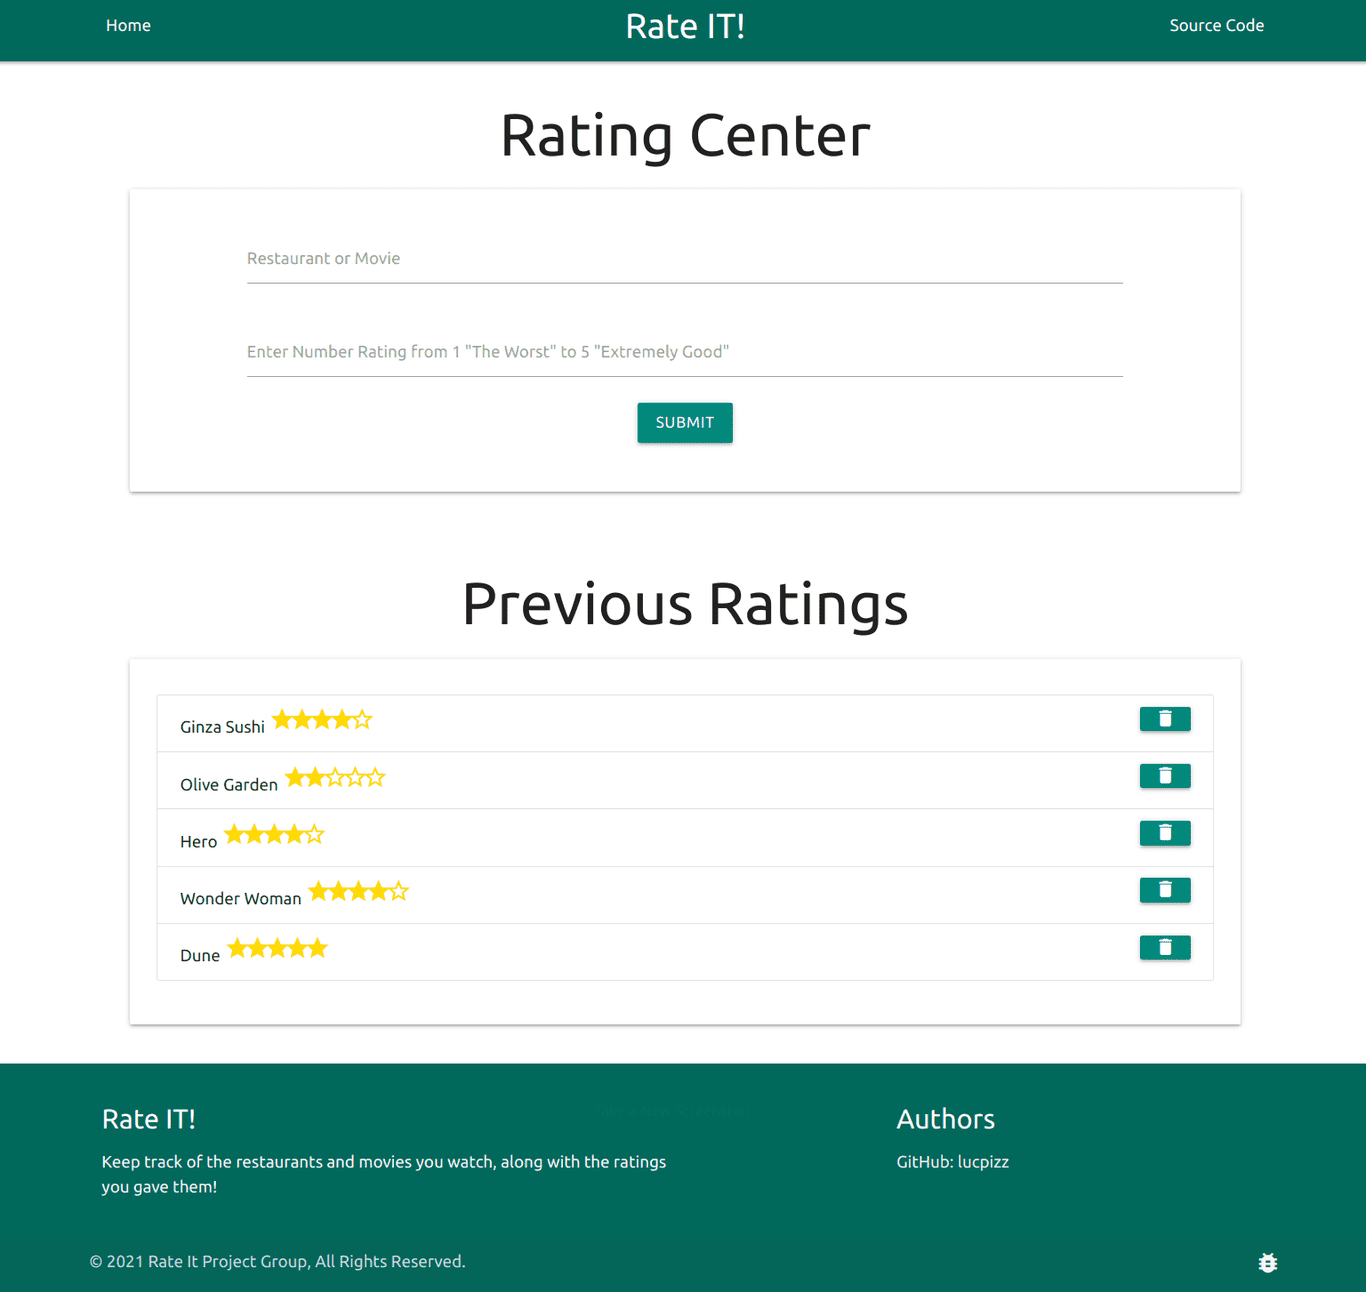 Home
Rate IT!
Source Code
Rating Center
Restaurant or Movie
Enter Number Rating from 1 "The Worst" to 5 "Extremely Good"
SUBMIT
Previous Ratings
Ginza Sushi
Olive Garden
Hero
Wonder Woman
Dune
Rate IT!
Keep track of the restaurants and movies you watch, along with the ratings
you gave them!
Authors
GitHub: lucpizz
© 2021 Rate It Project Group, All Rights Reserved.